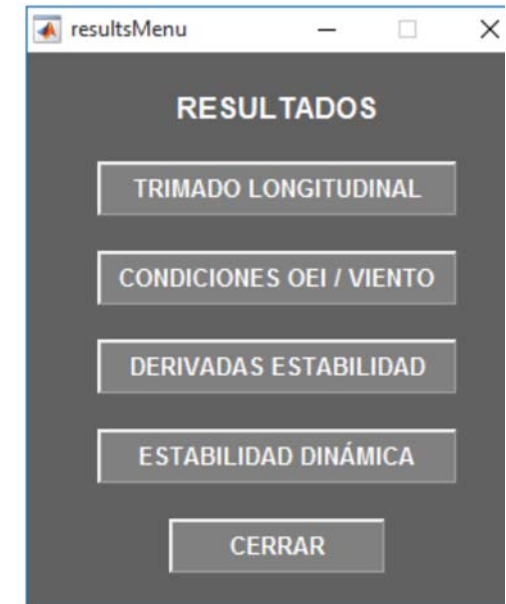 resultsMenu
RESULTADOS
TRIMADO LONGITUDINAL
CONDICIONES OEI / VIENTO
DERIVADAS ESTABILIDAD
ESTABILIDAD DINÁMICA
CERRAR